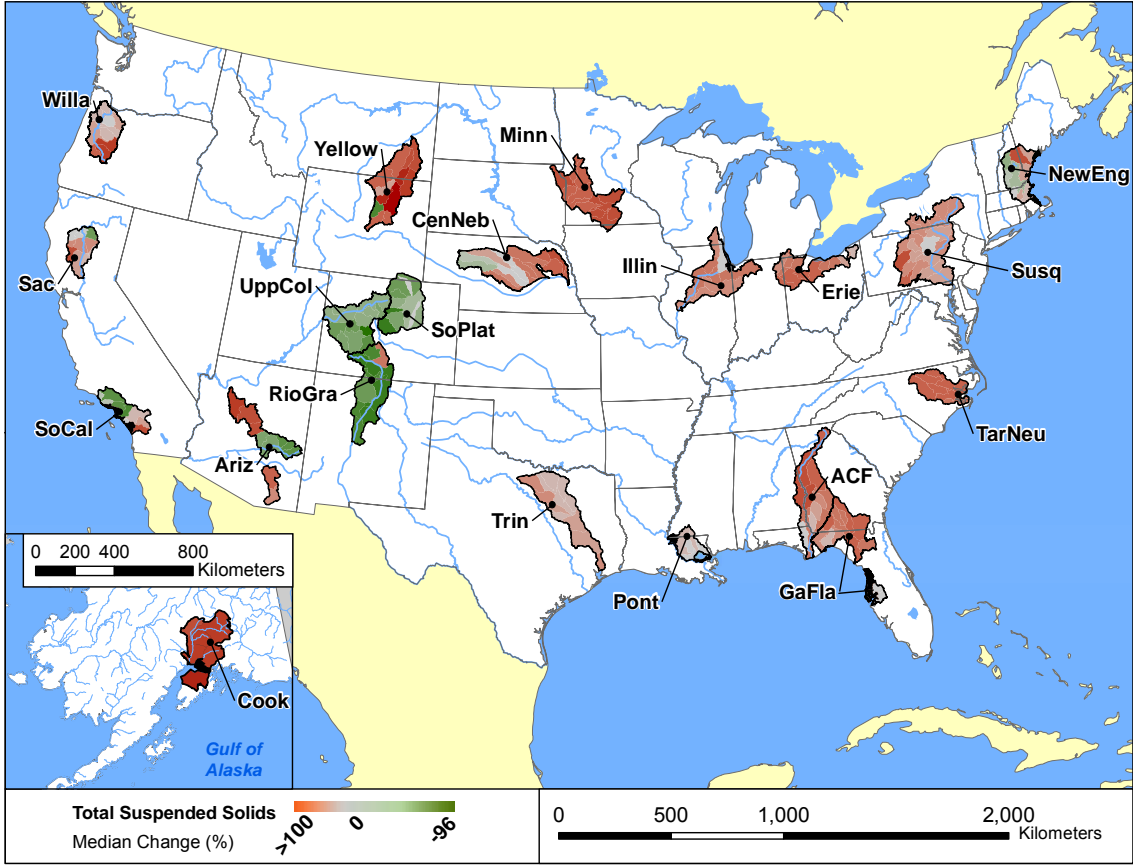 Willa
Yellow
Minn
NewEng
CenNeb
Sac
UppCol
Illin
Erie
Susq
SoPlat
RioGra
SoCal
TarNeu
Ariz
ACF
Trin
Pont
GaFla
0 200 400 800
Kilometers
Cook
Gulf of
Alaska
Total Suspended Solids
Median Change (%)
>100 0 -96
0 500 1,000 2,000
Kilometers